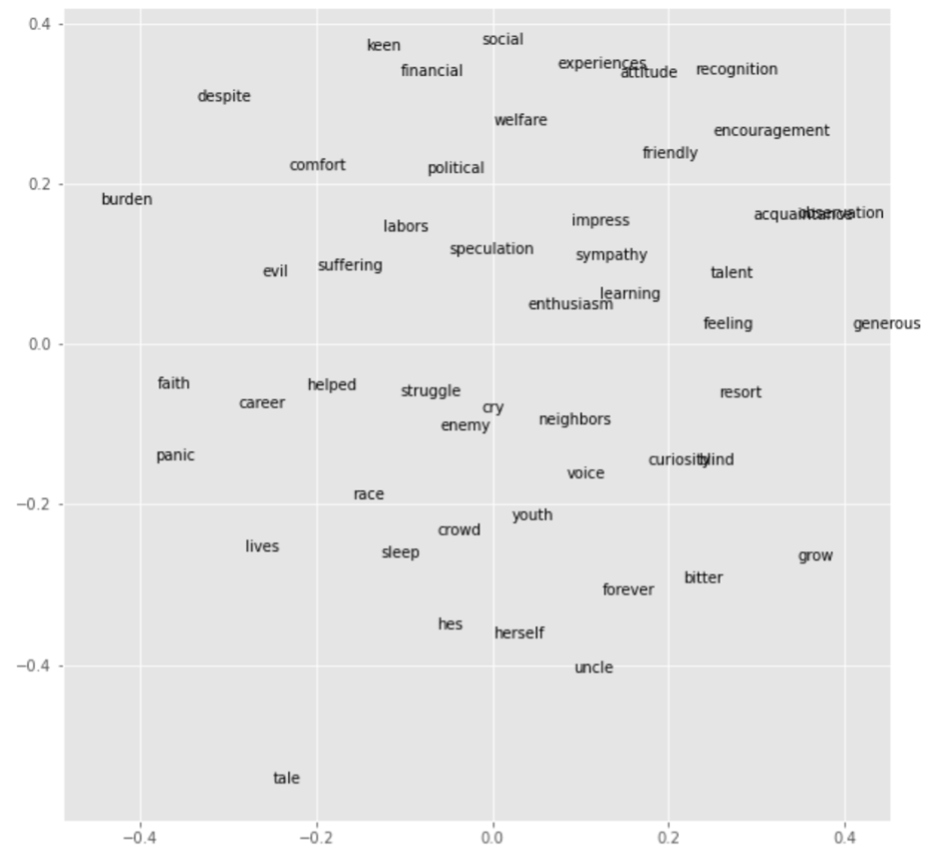 0.4
social
keen
experiences
financial
attitude
recognition
despite
welfare
encouragement
friendly
comfort
political
0.2
burden
acquaintance
observation
impress
labors
speculation
sympathy
suffering
evil
talent
learning
enthusiasm
feeling
generous
0.0
faith
helped
struggle
resort
career
cry
neighbors
enemy
panic
curiosity
blind
voice
race
−0.2
youth
crowd
lives
sleep
grow
bitter
forever
hes
herself
−0.4
uncle
tale
−0.4
−0.2
0.0
0.2
0.4